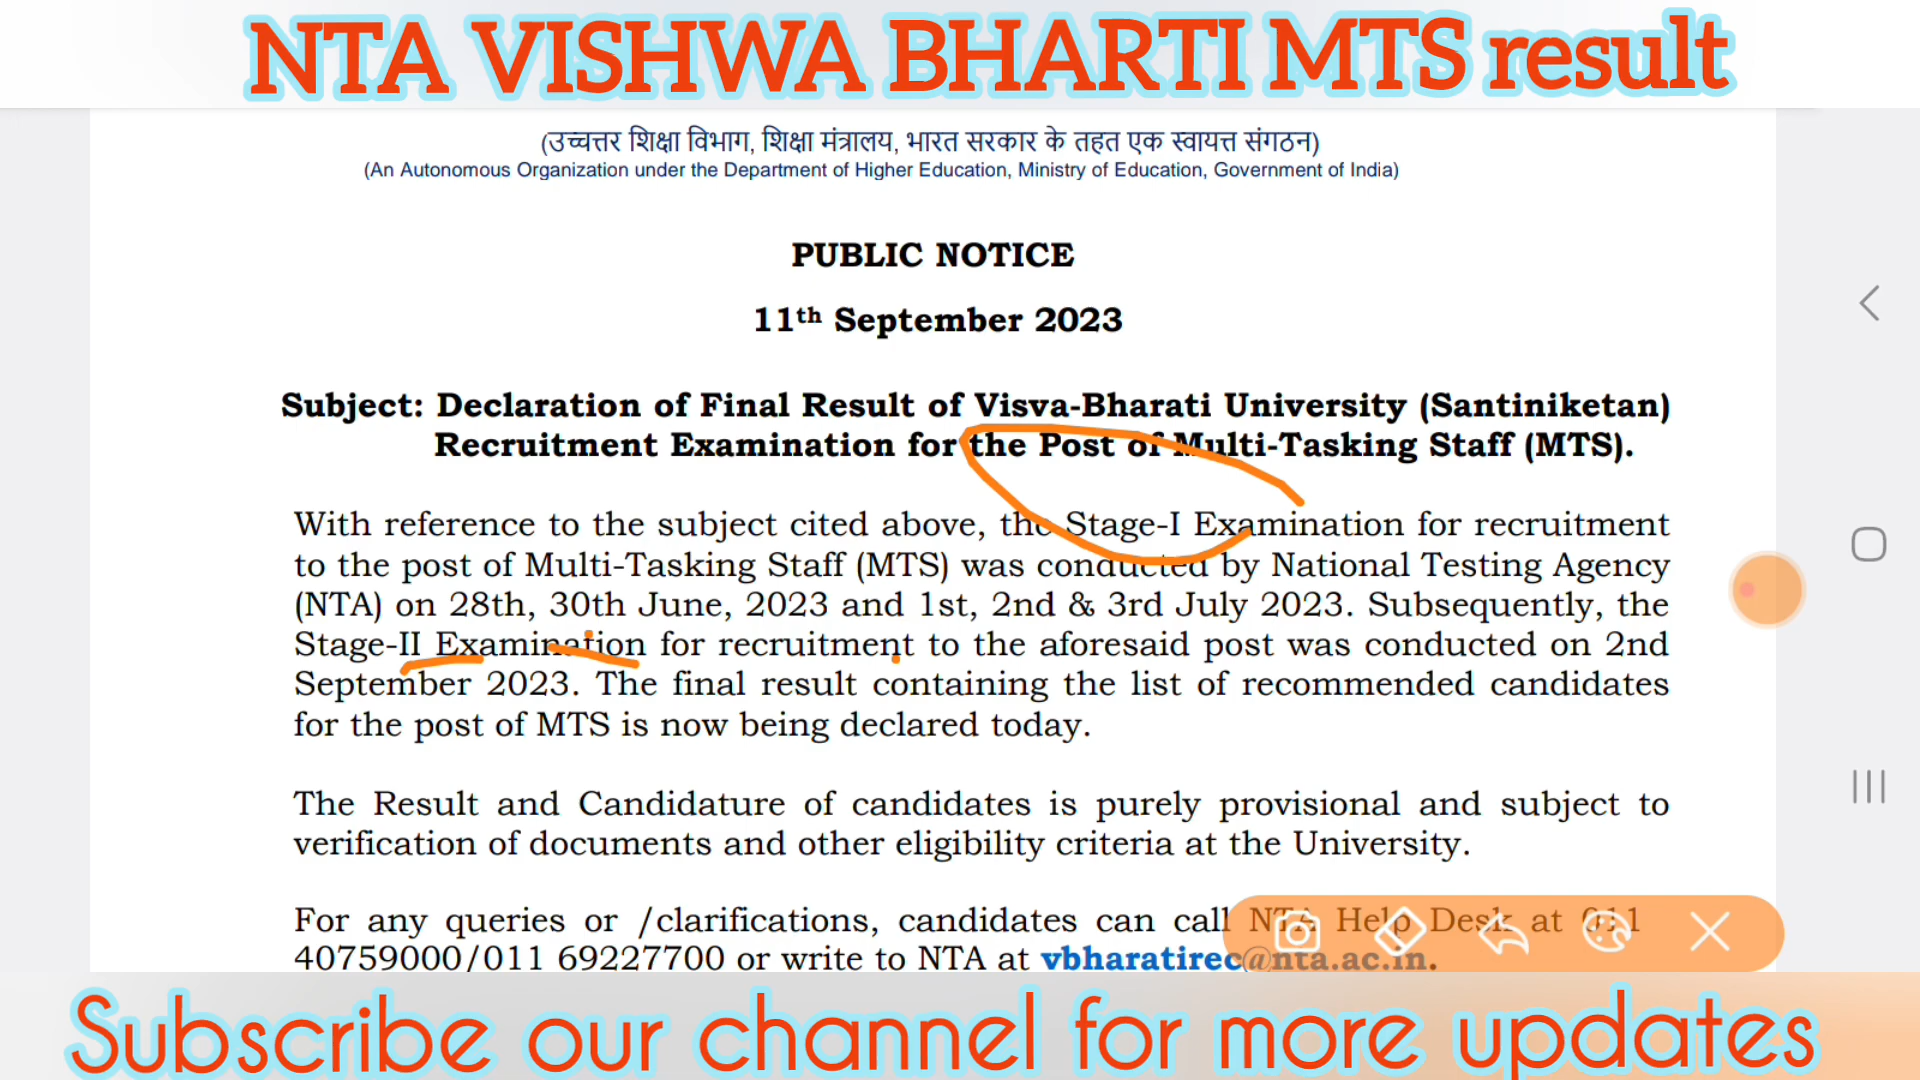 NTA VISHWA BHARTI MTS result
(उच्चत्तर शिक्षा विभाग, शिक्षा मंत्रालय, भारत सरकार के तहत एक स्वायत्त संगठन)
(An Autonomous Organization under the Department of Higher Education, Ministry of Education, Government of India)
PUBLIC NOTICE
11th September 2023
Subject: Declaration of Final Result of Visva-Bharati University (Santiniketan)
Recruitment Examination for the Post of Multi-Tasking Staff (MTS).
With reference to the subject cited above, the Stage-I Examination for recruitment
to the post of Multi-Tasking Staff (MTS) was conducted by National Testing Agency
(NTA) on 28th, 30th June, 2023 and 1st, 2nd & 3rd July 2023. Subsequently, the
Stage-II Examination for recruitment to the aforesaid post was conducted on 2nd
September 2023. The final result containing the list of recommended candidates
for the post of MTS is now being declared today.
The Result and Candidature of candidates is purely provisional and subject to
verification of documents and other eligibility criteria at the University.
For any queries or /clarifications, candidates can call NTA Help Desk at 011
40759000/011 69227700 or write to NTA at vbharatirec@nta.ac.in.
Subscribe our channel for more updates